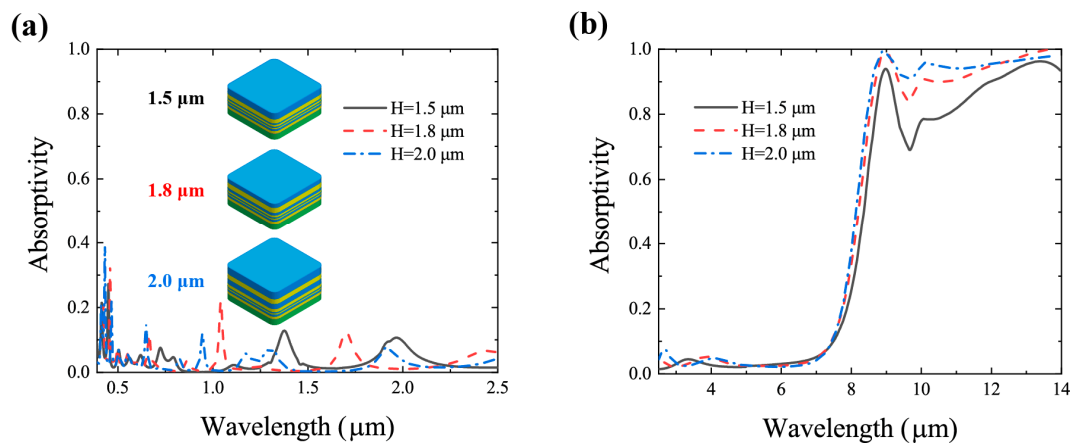 (a)
Absorptivity
1.0
0.8
0.6
0.4
0.2
0.0
0.5
1.0
1.5
2.0
2.5
Wavelength (μm)
1.5 μm
1.8 μm
2.0 μm
H=1.5 μm
H=1.8 μm
H=2.0 μm
(b)
Absorptivity
1.0
0.8
0.6
0.4
0.2
0.0
4
6
8
10
12
14
Wavelength (μm)
H=1.5 μm
H=1.8 μm
H=2.0 μm